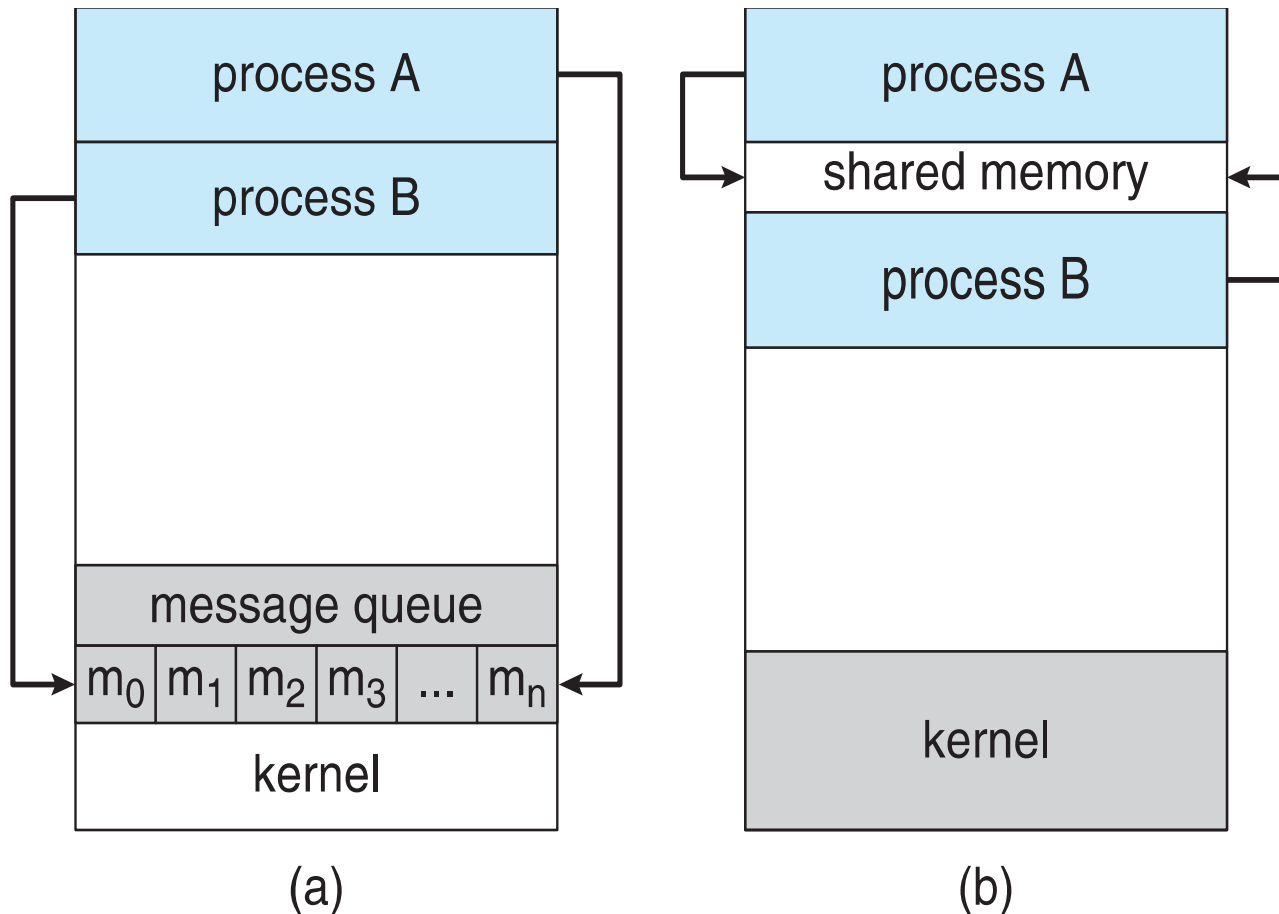 process A
process B
message queue
m0 m1 m2 m3 ... mn
kernel
(a)
process A
shared memory
process B
kernel
(b)